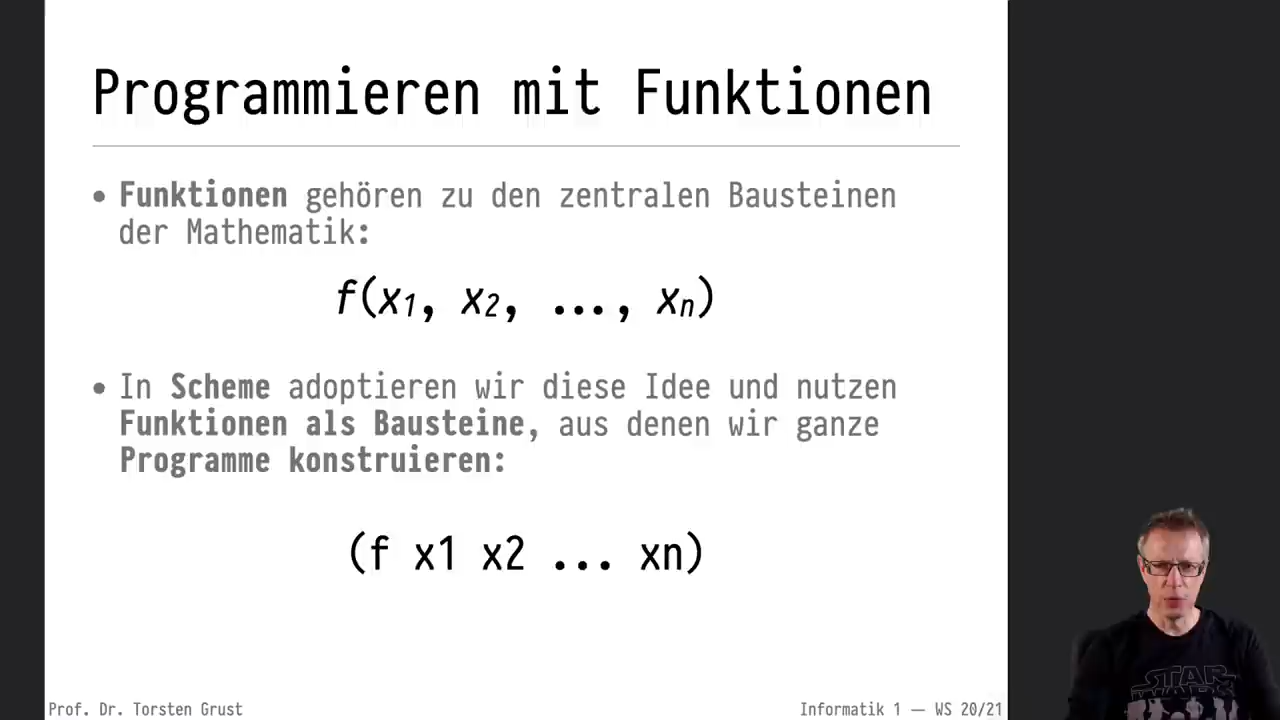 Programmieren mit Funktionen
• Funktionen gehören zu den zentralen Bausteinen
der Mathematik:
f(x₁, x₂, ..., xₙ)
• In Scheme adoptieren wir diese Idee und nutzen
Funktionen als Bausteine, aus denen wir ganze
Programme konstruieren:
(f x1 x2 ... xn)
STAR
WARS
Prof. Dr. Torsten Grust
Informatik 1 — WS 20/21